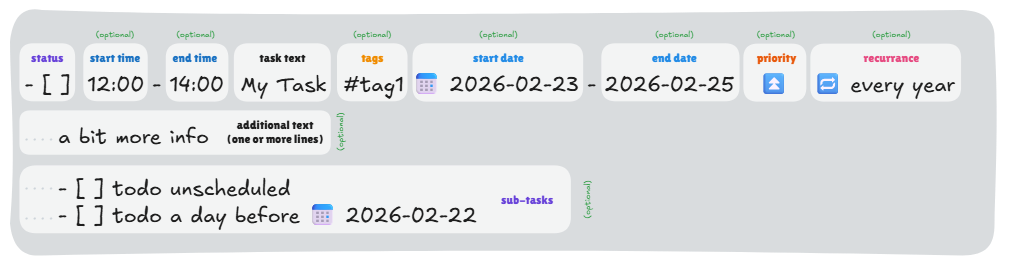 (optional) (optional) (optional) (optional) (optional) (optional) (optional)
status start time end time task text tags start date end date priority recurrance
- [ ] 12:00 - 14:00 My Task #tag1 📅 2026-02-23 - 2026-02-25 ⏫ 🔁 every year
a bit more info additional text (optional)
(one or more lines)
- [ ] todo unscheduled
sub-tasks (optional)
- [ ] todo a day before 📅 2026-02-22